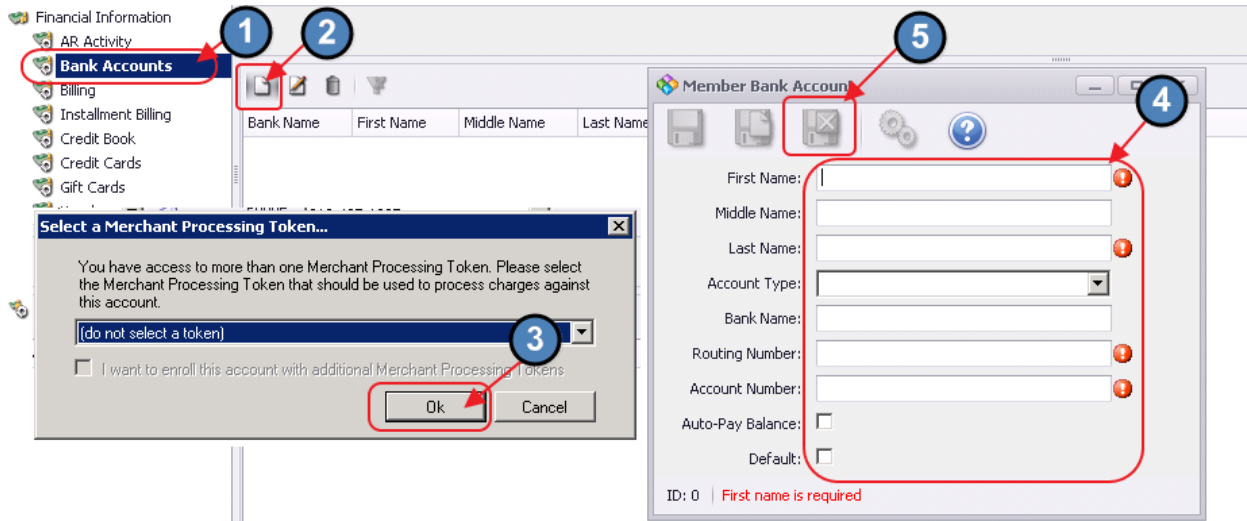 Financial Information
AR Activity
Bank Accounts
Billing
Installment Billing
Credit Book
Credit Cards
Gift Cards
1
2
Bank Name First Name Middle Name Last Name
Select a Merchant Processing Token...
You have access to more than one Merchant Processing Token. Please select
the Merchant Processing Token that should be used to process charges against
this account.
(do not select a token)
I want to enroll this account with additional Merchant Processing Tokens
3
Ok Cancel
5
Member Bank Account
4
First Name:
Middle Name:
Last Name:
Account Type:
Bank Name:
Routing Number:
Account Number:
Auto-Pay Balance:
Default:
ID: 0 First name is required